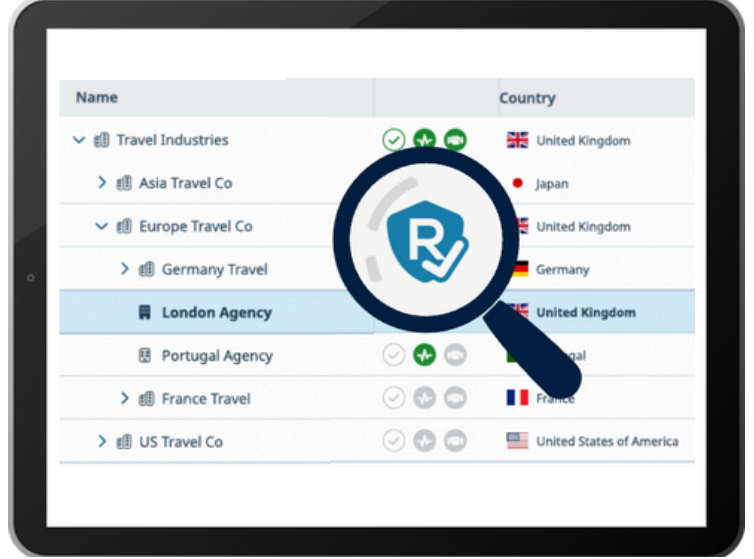 Name Country
Travel Industries United Kingdom
Asia Travel Co Japan
Europe Travel Co United Kingdom
R
Germany Travel Germany
London Agency United Kingdom
Portugal Agency
France Travel France
US Travel Co United States of America